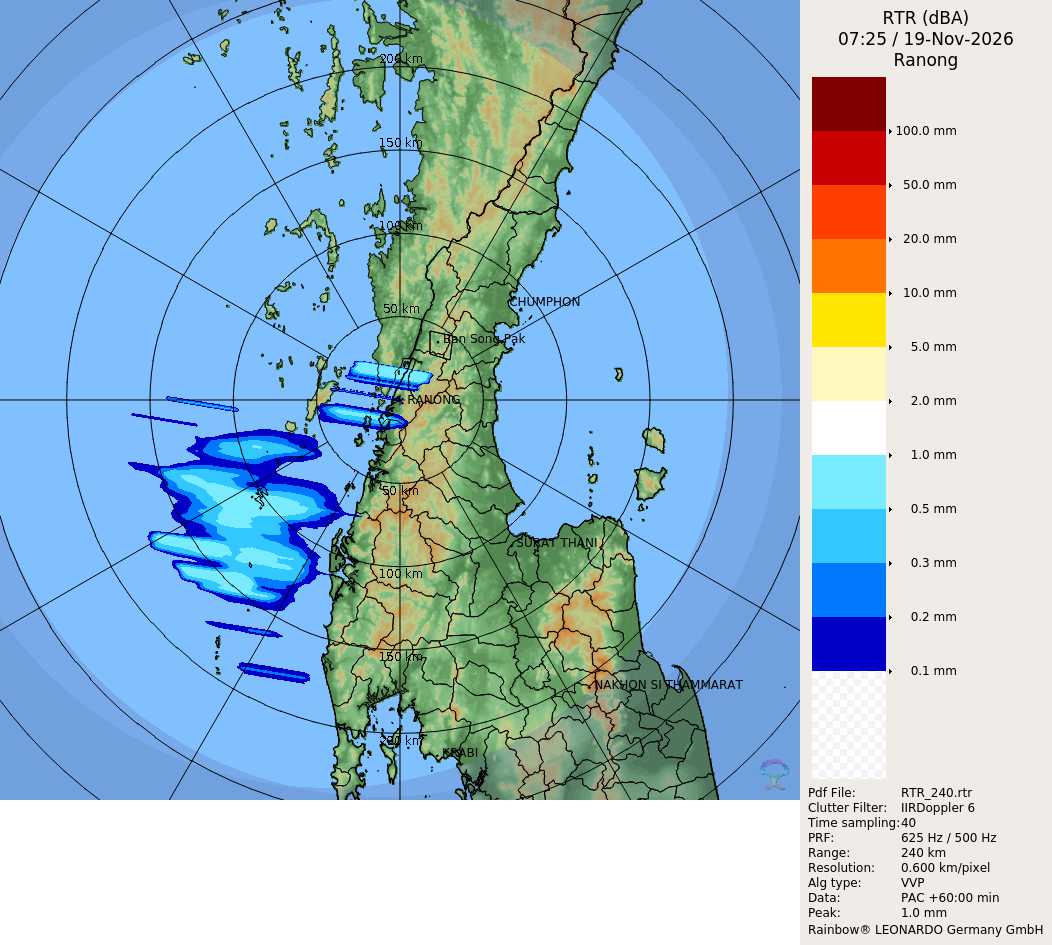 RTR (dBA)
07:25 / 19-Nov-2026
Ranong
100.0 mm
50.0 mm
20.0 mm
10.0 mm
5.0 mm
2.0 mm
1.0 mm
0.5 mm
0.3 mm
0.2 mm
0.1 mm
Pdf File: RTR_240.rtr
Clutter Filter: IIRDoppler 6
Time sampling:40
PRF: 625 Hz / 500 Hz
Range: 240 km
Resolution: 0.600 km/pixel
Alg type: VVP
Data: PAC +60:00 min
Peak: 1.0 mm
Rainbow® LEONARDO Germany GmbH
200 km
150 km
100 km
50 km
CHUMPHON
Ban Song Pak
RANONG
50 km
SURAT THANI
100 km
150 km
NAKHON SI THAMMARAT
200 km
KRABI